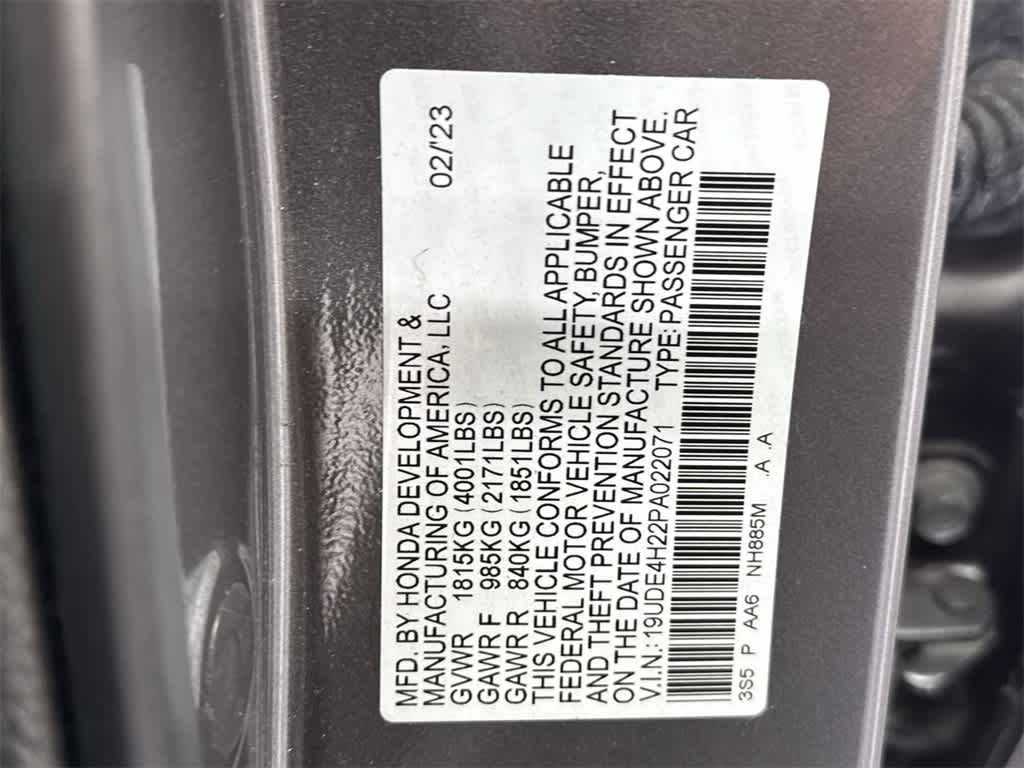 MFD. BY HONDA DEVELOPMENT &
MANUFACTURING OF AMERICA, LLC 02/'23
GVWR 1815KG (4001LBS)
GAWR F 985KG (2171LBS)
GAWR R 840KG (1851LBS)
THIS VEHICLE CONFORMS TO ALL APPLICABLE
FEDERAL MOTOR VEHICLE SAFETY, BUMPER,
AND THEFT PREVENTION STANDARDS IN EFFECT
ON THE DATE OF MANUFACTURE SHOWN ABOVE.
V.I.N.: 19UDE4H22PA022071 TYPE: PASSENGER CAR
3S5 P AA6 NH885M .A .A